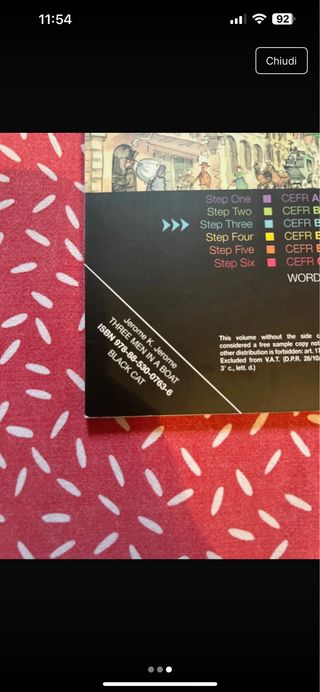 11:54
92
Chiudi
Step One CEFR A
Step Two CEFR B
Step Three CEFR B
Step Four CEFR B
Step Five CEFR
Step Six CEFR
WORD
Jerome K. Jerome
THREE MEN IN A BOAT
ISBN 978-88-530-0763-6
BLACK CAT
This volume without the side c
considered a free sample copy not
other distribution is forbidden: art. 17
Excluded from V.A.T. (D.P.R. 26/10/
3° c., lett. d.)